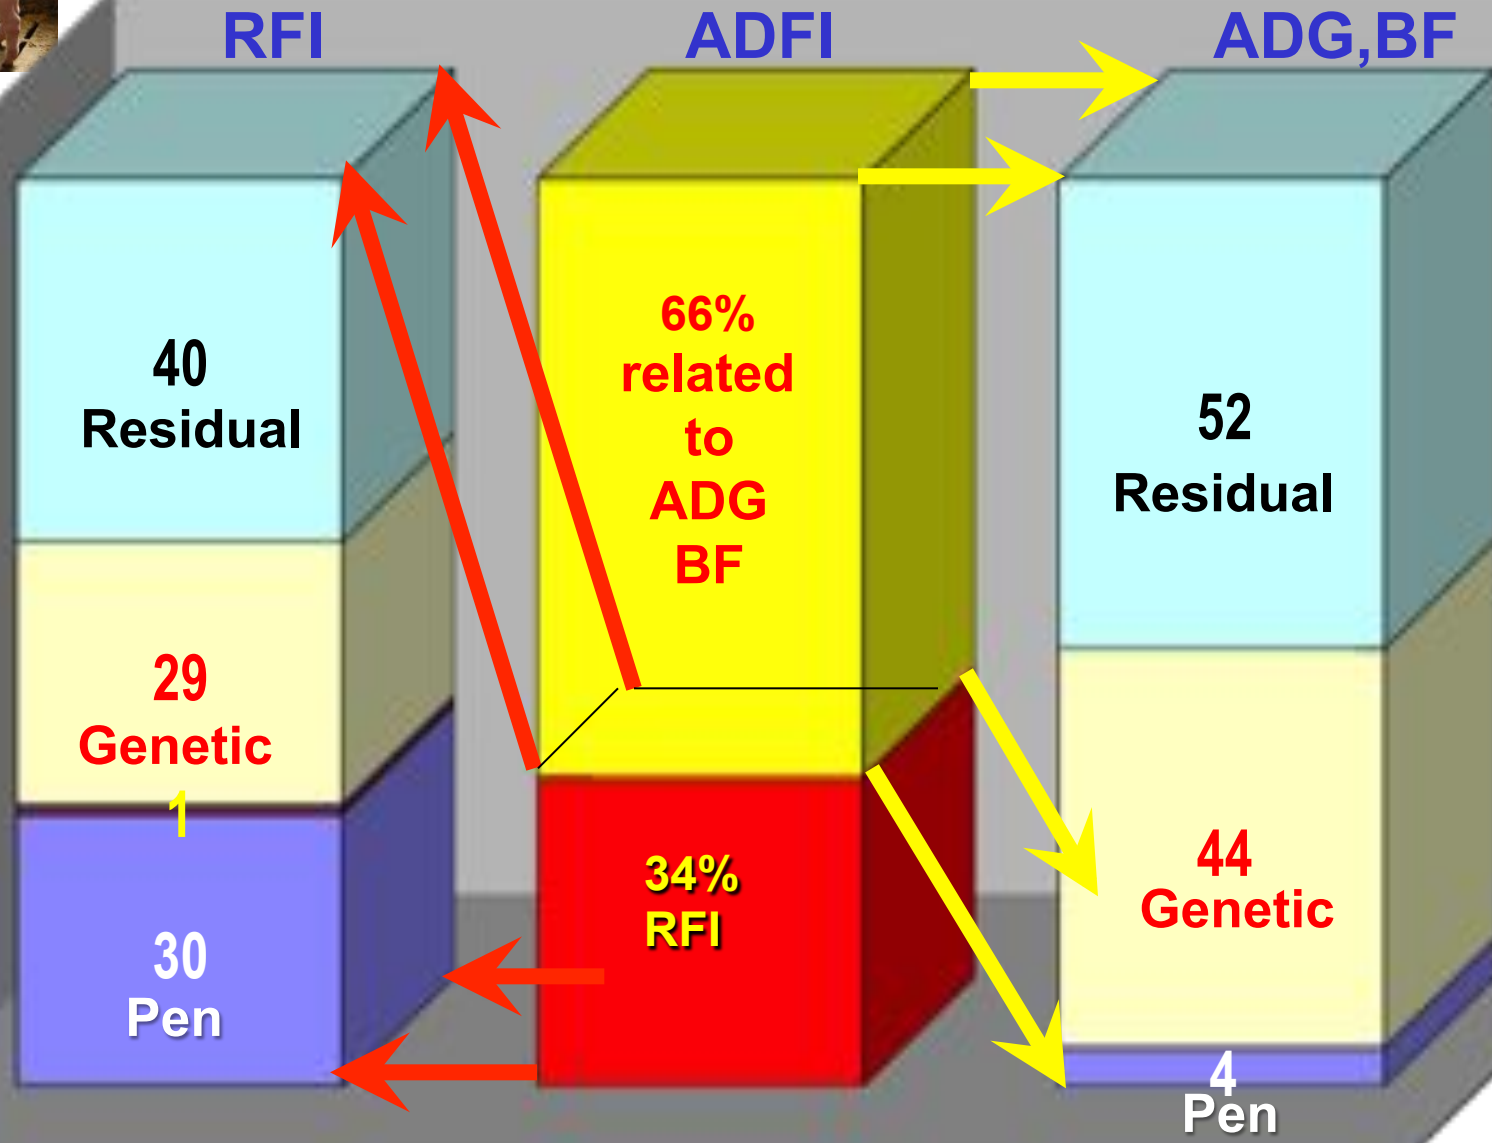 RFI
ADFI
ADG,BF
40
Residual
29
Genetic
1
30
Pen
66%
related
to
ADG
BF
34%
RFI
52
Residual
44
Genetic
4
Pen